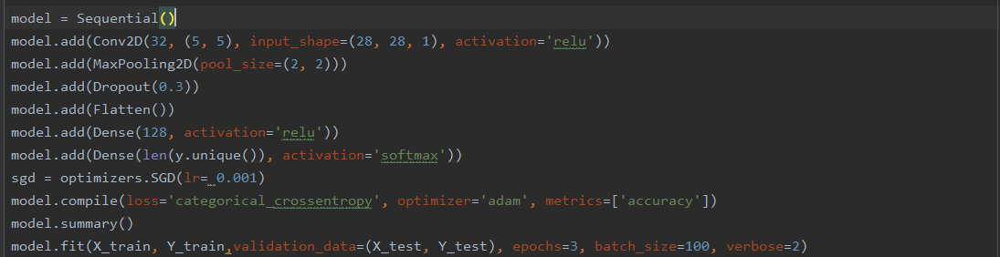 model = Sequential()
model.add(Conv2D(32, (5, 5), input_shape=(28, 28, 1), activation='relu'))
model.add(MaxPooling2D(pool_size=(2, 2)))
model.add(Dropout(0.3))
model.add(Flatten())
model.add(Dense(128, activation='relu'))
model.add(Dense(len(y.unique()), activation='softmax'))
sgd = optimizers.SGD(lr= 0.001)
model.compile(loss='categorical_crossentropy', optimizer='adam', metrics=['accuracy'])
model.summary()
model.fit(X_train, Y_train,validation_data=(X_test, Y_test), epochs=3, batch_size=100, verbose=2)